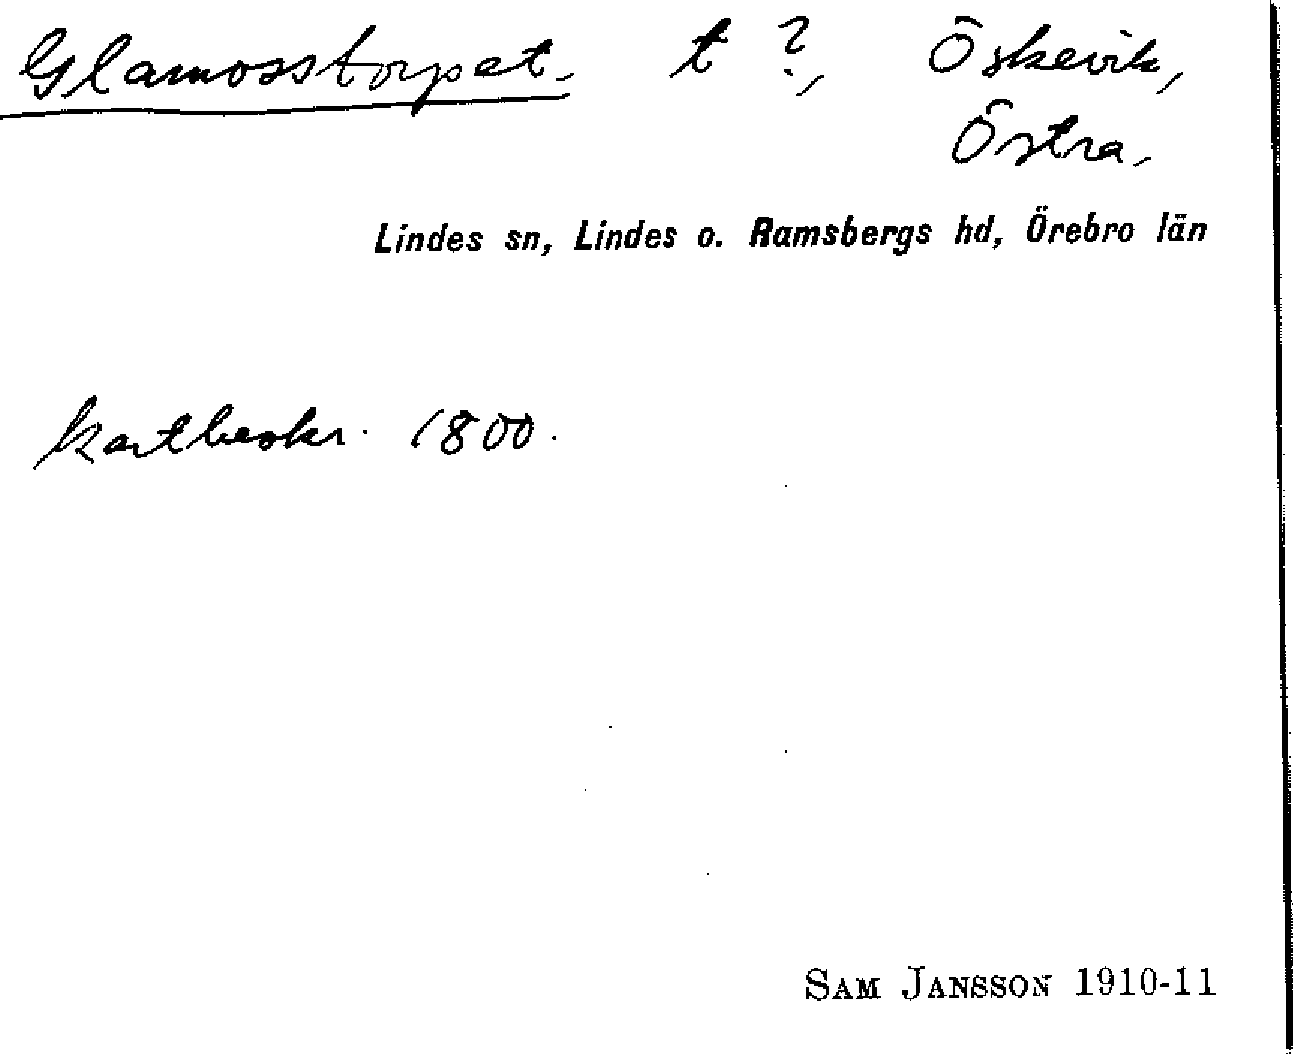 Glamosstorpet. t ?, Öskevik,
Östra.
Lindes sn, Lindes o. Ramsbergs hd, Örebro län
kartbeskr. 1800.
SAM JANSSON 1910-11